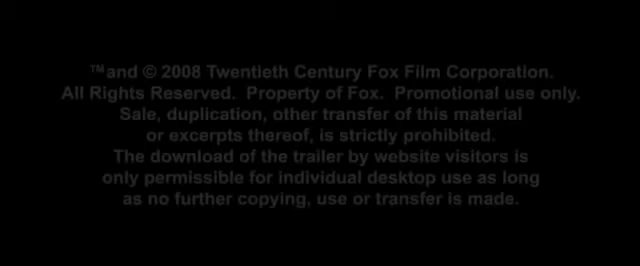 ™and © 2008 Twentieth Century Fox Film Corporation.
All Rights Reserved. Property of Fox. Promotional use only.
Sale, duplication, other transfer of this material
or excerpts thereof, is strictly prohibited.
The download of the trailer by website visitors is
only permissible for individual desktop use as long
as no further copying, use or transfer is made.